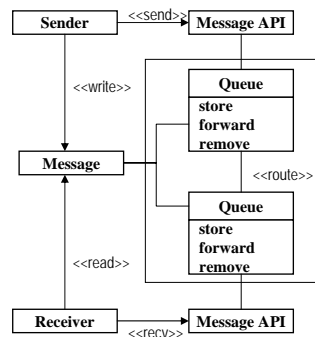 Sender
<<send>>
Message API
<<write>>
Queue
store
forward
remove
Message
<<route>>
Queue
store
forward
remove
<<read>>
Receiver
<<recv>>
Message API